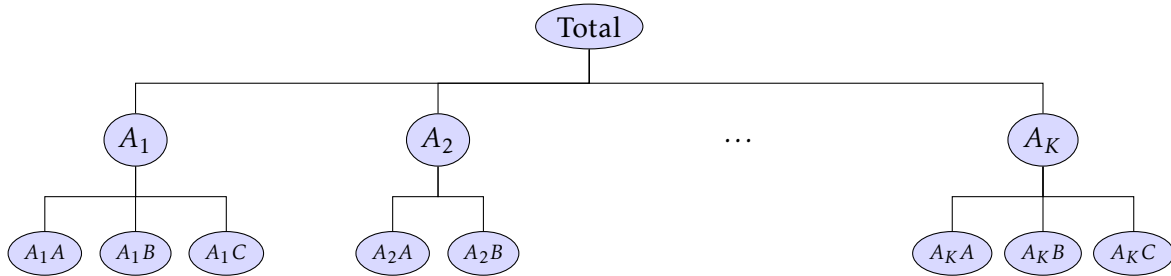 Total
A₁ A₂ ... A_K
A₁A A₁B A₁C A₂A A₂B A_KA A_KB A_KC